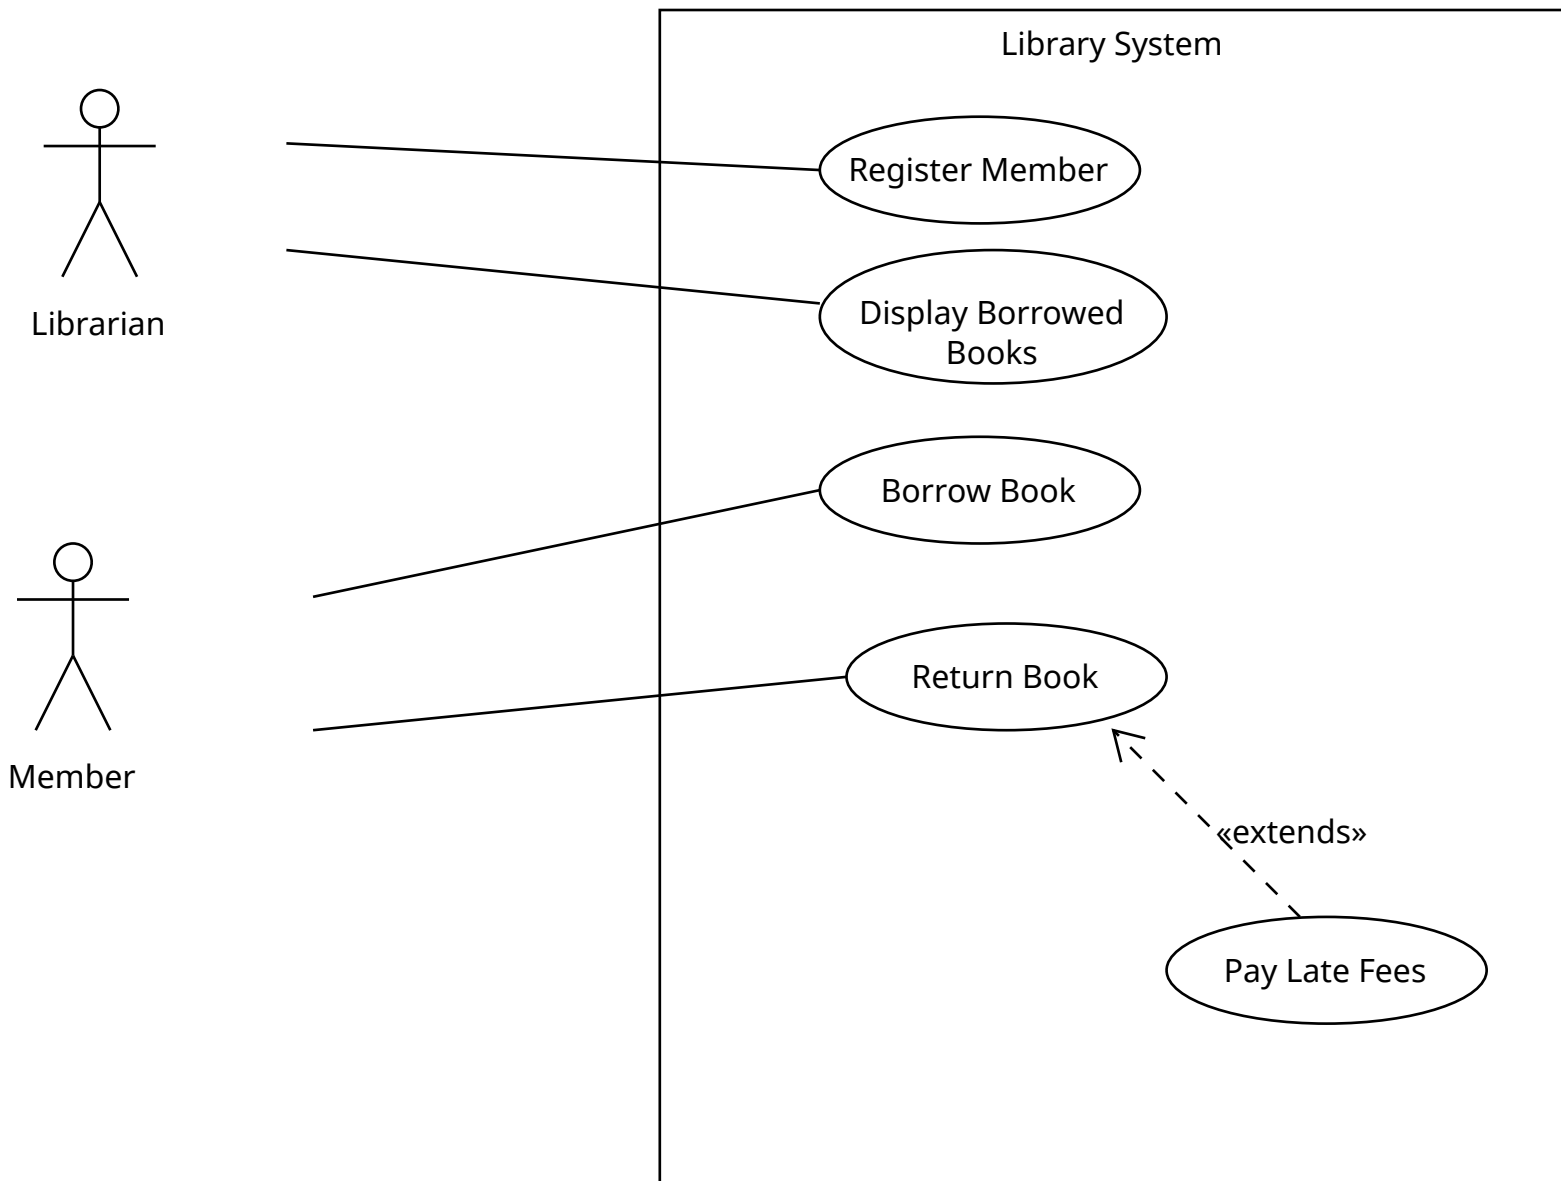 Library System
Register Member
Librarian
Display Borrowed
Books
Borrow Book
Return Book
Member
«extends»
Pay Late Fees